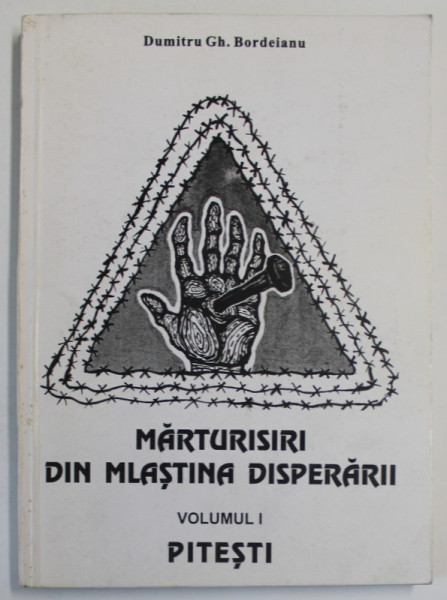 Dumitru Gh. Bordeianu
MĂRTURISIRI
DIN MLAȘTINA DISPERĂRII
VOLUMUL I
PITEȘTI